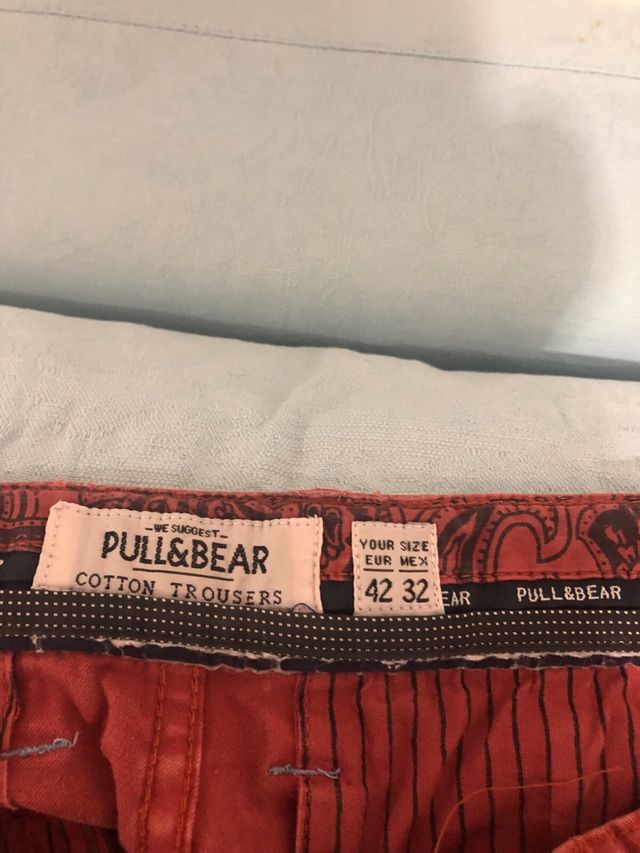 -WE SUGGEST-
PULL&BEAR
COTTON TROUSERS
YOUR SIZE
EUR MEX
42 32
EAR PULL&BEAR